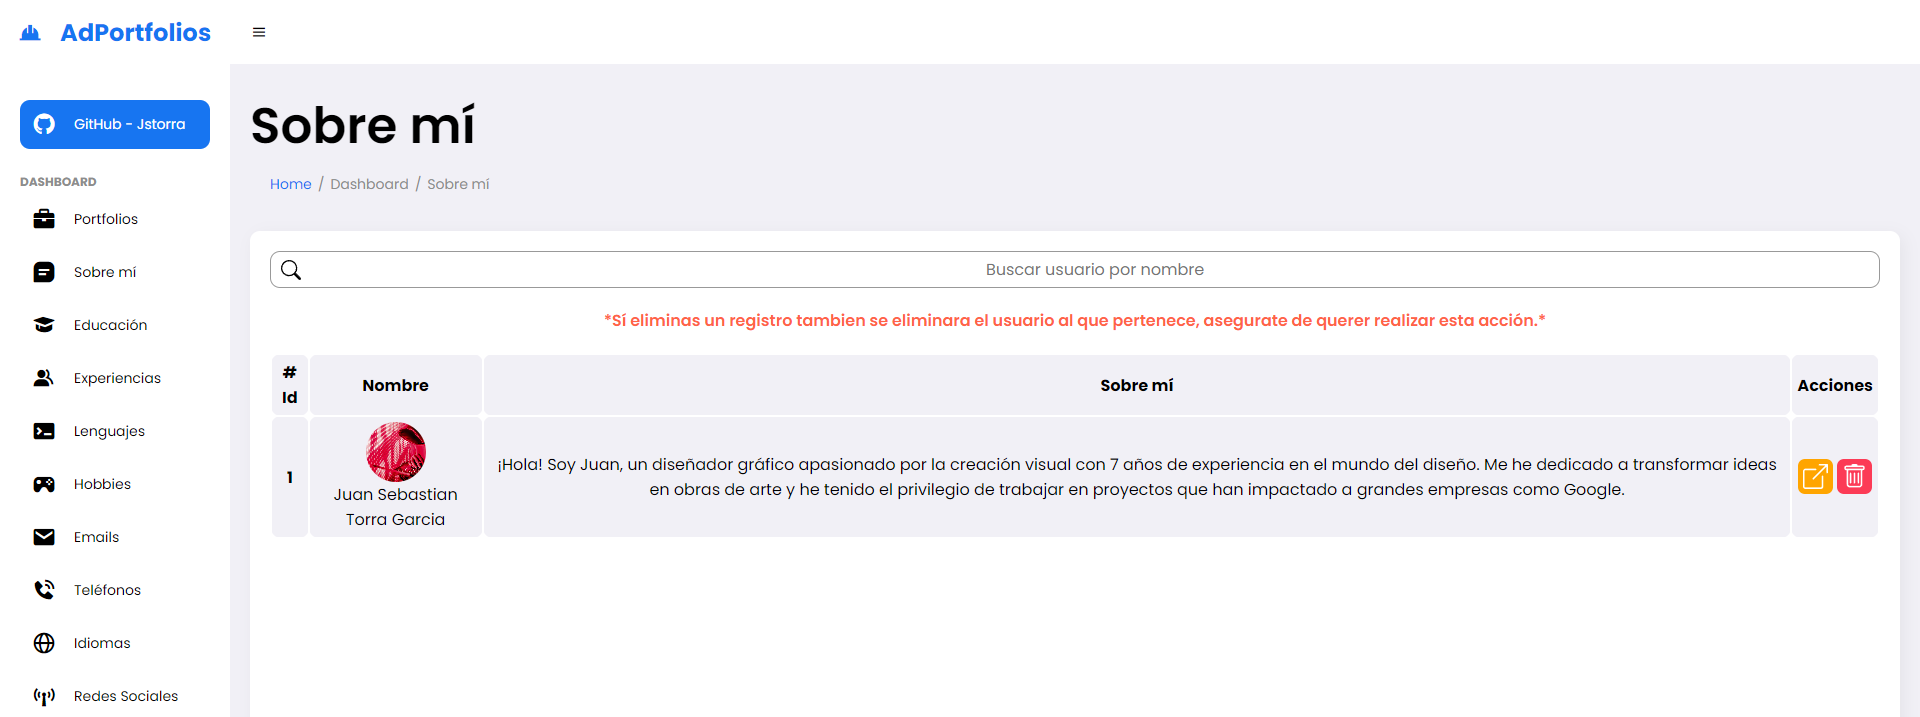 AdPortfolios
GitHub - Jstorra
DASHBOARD
Portfolios
Sobre mí
Educación
Experiencias
Lenguajes
Hobbies
Emails
Teléfonos
Idiomas
Redes Sociales
Sobre mí
Home / Dashboard / Sobre mí
Buscar usuario por nombre
*Sí eliminas un registro tambien se eliminara el usuario al que pertenece, asegurate de querer realizar esta acción.*
#
Id
Nombre
Sobre mí
Acciones
1
Juan Sebastian
Torra Garcia
¡Hola! Soy Juan, un diseñador gráfico apasionado por la creación visual con 7 años de experiencia en el mundo del diseño. Me he dedicado a transformar ideas
en obras de arte y he tenido el privilegio de trabajar en proyectos que han impactado a grandes empresas como Google.